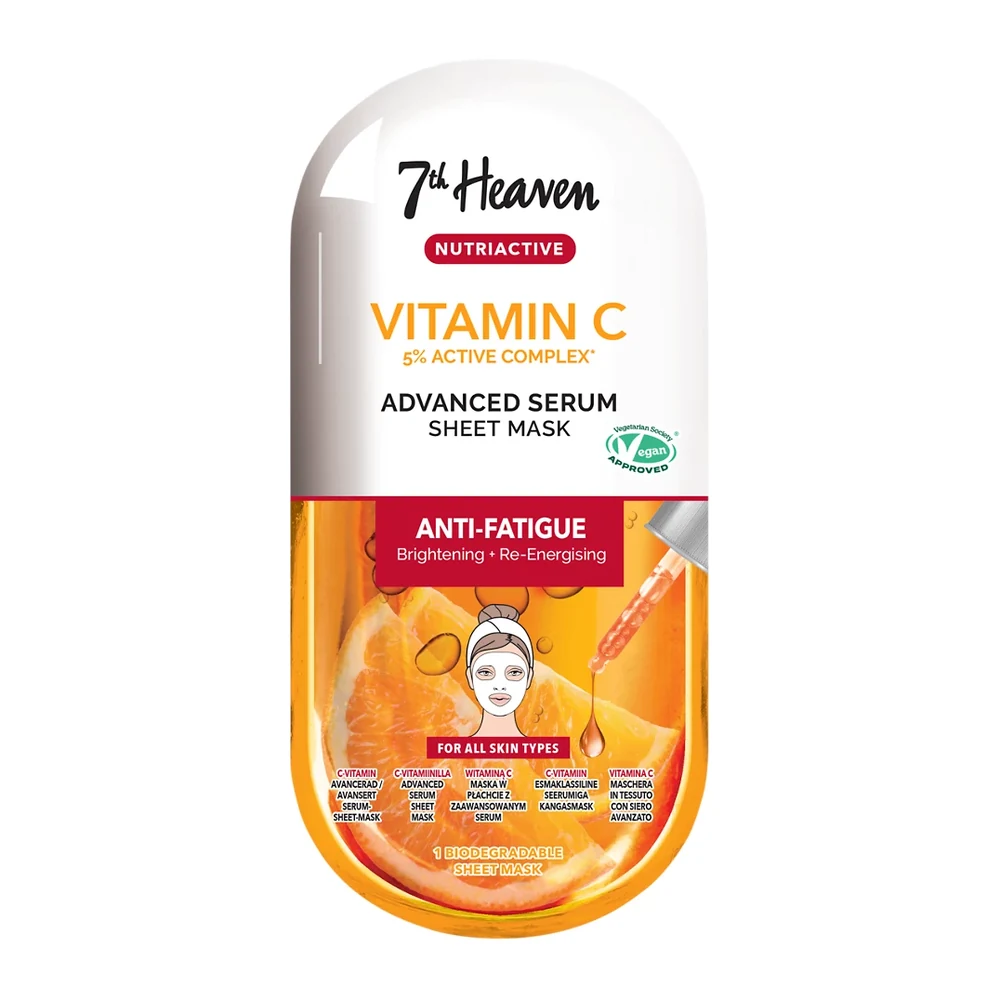 7th Heaven
NUTRIACTIVE
VITAMIN C
5% ACTIVE COMPLEX*
ADVANCED SERUM
SHEET MASK
Vegetarian Society®
Vegan
APPROVED
ANTI-FATIGUE
Brightening + Re-Energising
FOR ALL SKIN TYPES
C-VITAMIN
AVANCERAD /
AVANSERT
SERUM-
SHEET-MASK
C-VITAMIINILLA
ADVANCED
SERUM
SHEET
MASK
WITAMINĄ C
MASKA W
PŁACHCIE Z
ZAAWANSOWANYM
SERUM
C-VITAMIIN
ESMAKLASSILINE
SEERUMIGA
KANGASMASK
VITAMINA C
MASCHERA
IN TESSUTO
CON SIERO
AVANZATO
1 BIODEGRADABLE
SHEET MASK